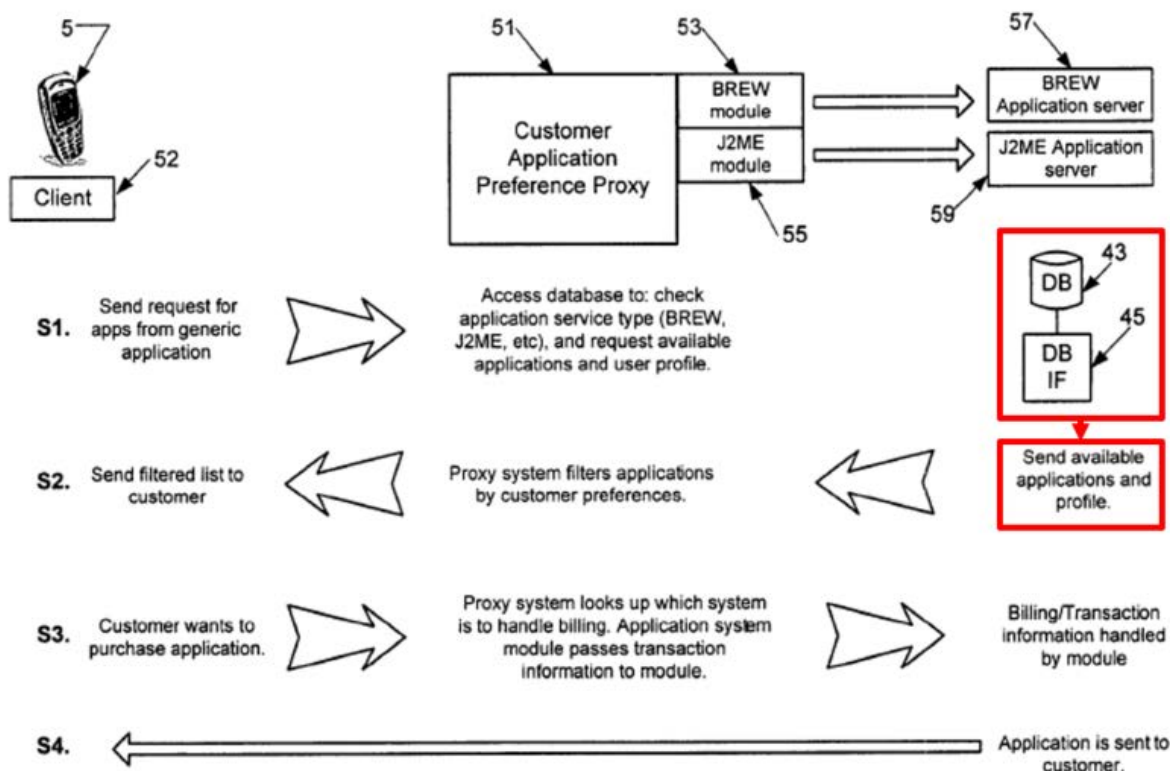 5
51
53
57
BREW
module
BREW
Application server
Customer
Application
Preference Proxy
J2ME
module
J2ME Application
server
52
Client
55
59
43
DB
45
DB
IF
S1.
Send request for
apps from generic
application
Access database to: check
application service type (BREW,
J2ME, etc), and request available
applications and user profile.
S2.
Send filtered list to
customer
Proxy system filters applications
by customer preferences.
Send available
applications and
profile.
S3.
Customer wants to
purchase application.
Proxy system looks up which system
is to handle billing. Application system
module passes transaction
information to module.
Billing/Transaction
information handled
by module
S4.
Application is sent to
customer.